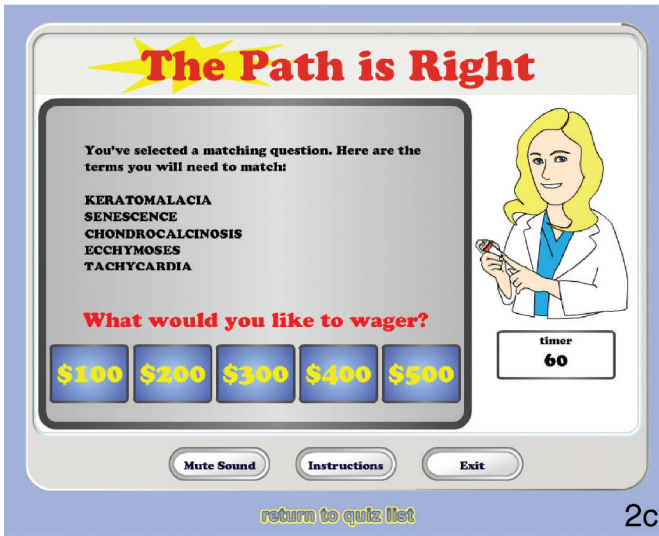 The Path is Right
You've selected a matching question. Here are the
terms you will need to match:
KERATOMALACIA
SENESCENCE
CHONDROCALCINOSIS
ECCHYMOSES
TACHYCARDIA
What would you like to wager?
$100 $200 $300 $400 $500
timer
60
Mute Sound Instructions Exit
return to quiz list
2c